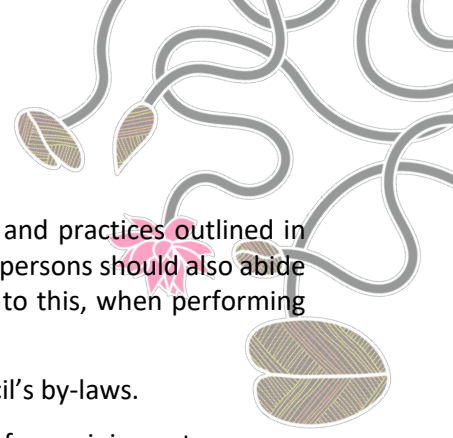 and practices outlined in
persons should also abide
to this, when performing
cil's by-laws.